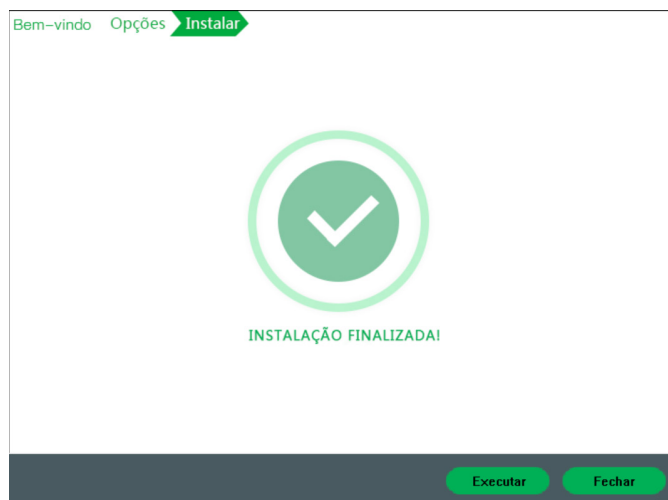 Bem-vindo Opções Instalar
INSTALAÇÃO FINALIZADA!
Executar Fechar